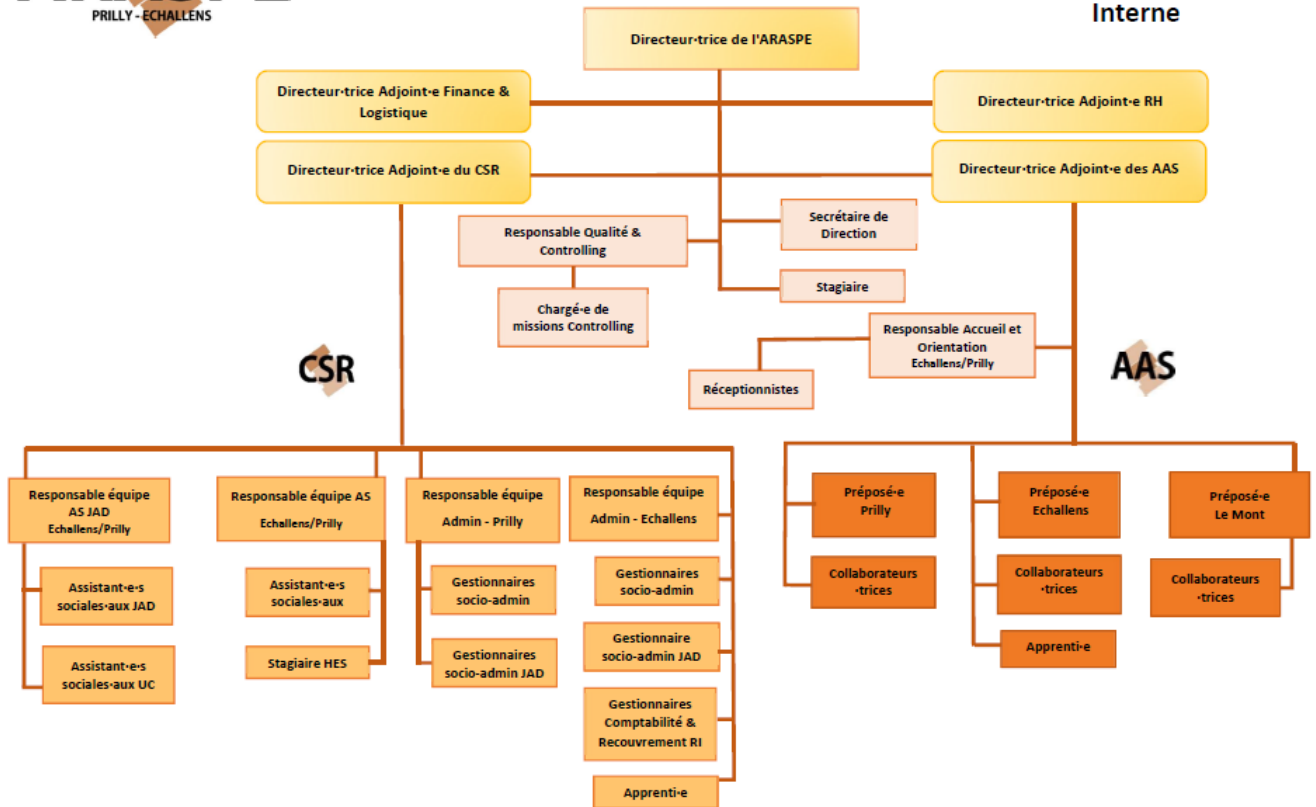 PRILLY - ECHALLENS
Interne
Directeur·trice de l'ARASPE
Directeur·trice Adjoint·e Finance &
Logistique
Directeur·trice Adjoint·e RH
Directeur·trice Adjoint·e du CSR
Directeur·trice Adjoint·e des AAS
Responsable Qualité &
Controlling
Secrétaire de
Direction
Chargé·e de
missions Controlling
Stagiaire
Responsable Accueil et
Orientation
Echallens/Prilly
Réceptionnistes
CSR
AAS
Responsable équipe
AS JAD
Echallens/Prilly
Assistant·e·s
sociales·aux JAD
Assistant·e·s
sociales·aux UC
Responsable équipe AS
Echallens/Prilly
Assistant·e·s
sociales·aux
Stagiaire HES
Responsable équipe
Admin - Prilly
Gestionnaires
socio-admin
Gestionnaires
socio-admin JAD
Responsable équipe
Admin - Echallens
Gestionnaires
socio-admin
Gestionnaire
socio-admin JAD
Gestionnaires
Comptabilité &
Recouvrement RI
Apprenti·e
Préposé·e
Prilly
Collaborateurs
·trices
Préposé·e
Echallens
Collaborateurs
·trices
Apprenti·e
Préposé·e
Le Mont
Collaborateurs
·trices